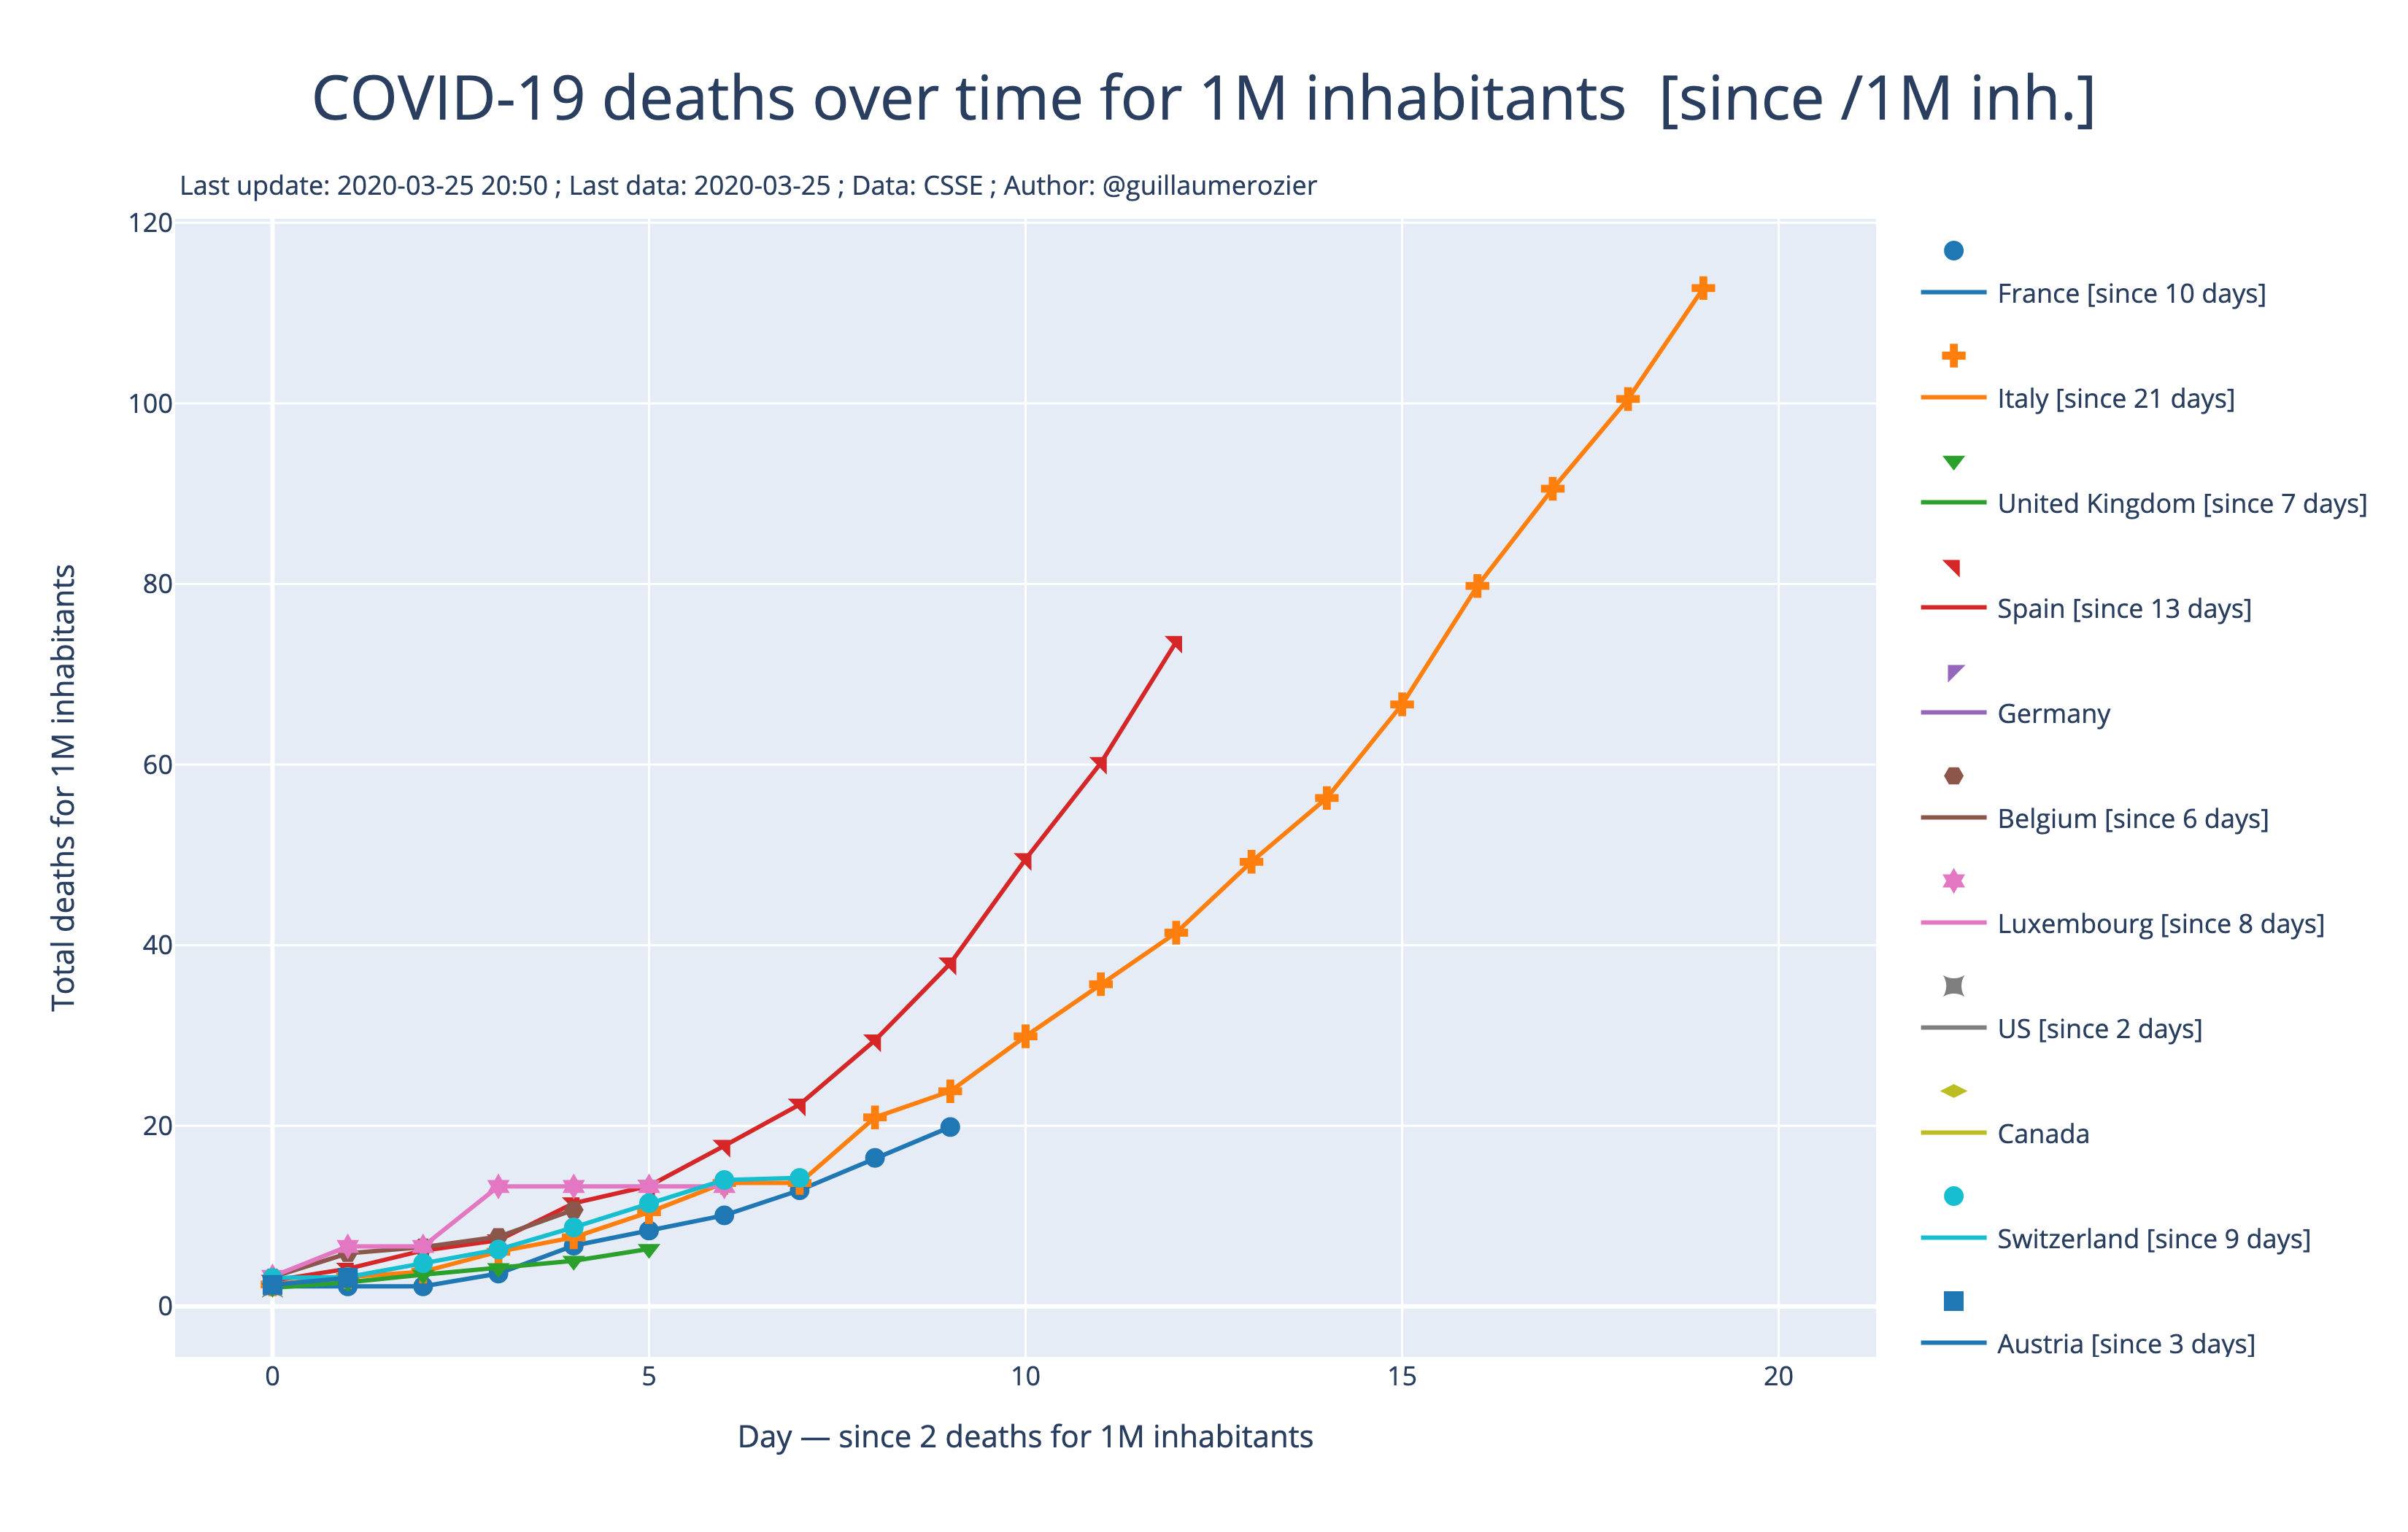 COVID-19 deaths over time for 1M inhabitants  [since /1M inh.]
Last update: 2020-03-25 20:50 ; Last data: 2020-03-25 ; Data: CSSE ; Author: @guillaumerozier
Total deaths for 1M inhabitants
120
100
80
60
40
20
0
0 5 10 15 20
Day — since 2 deaths for 1M inhabitants
France [since 10 days]
Italy [since 21 days]
United Kingdom [since 7 days]
Spain [since 13 days]
Germany
Belgium [since 6 days]
Luxembourg [since 8 days]
US [since 2 days]
Canada
Switzerland [since 9 days]
Austria [since 3 days]